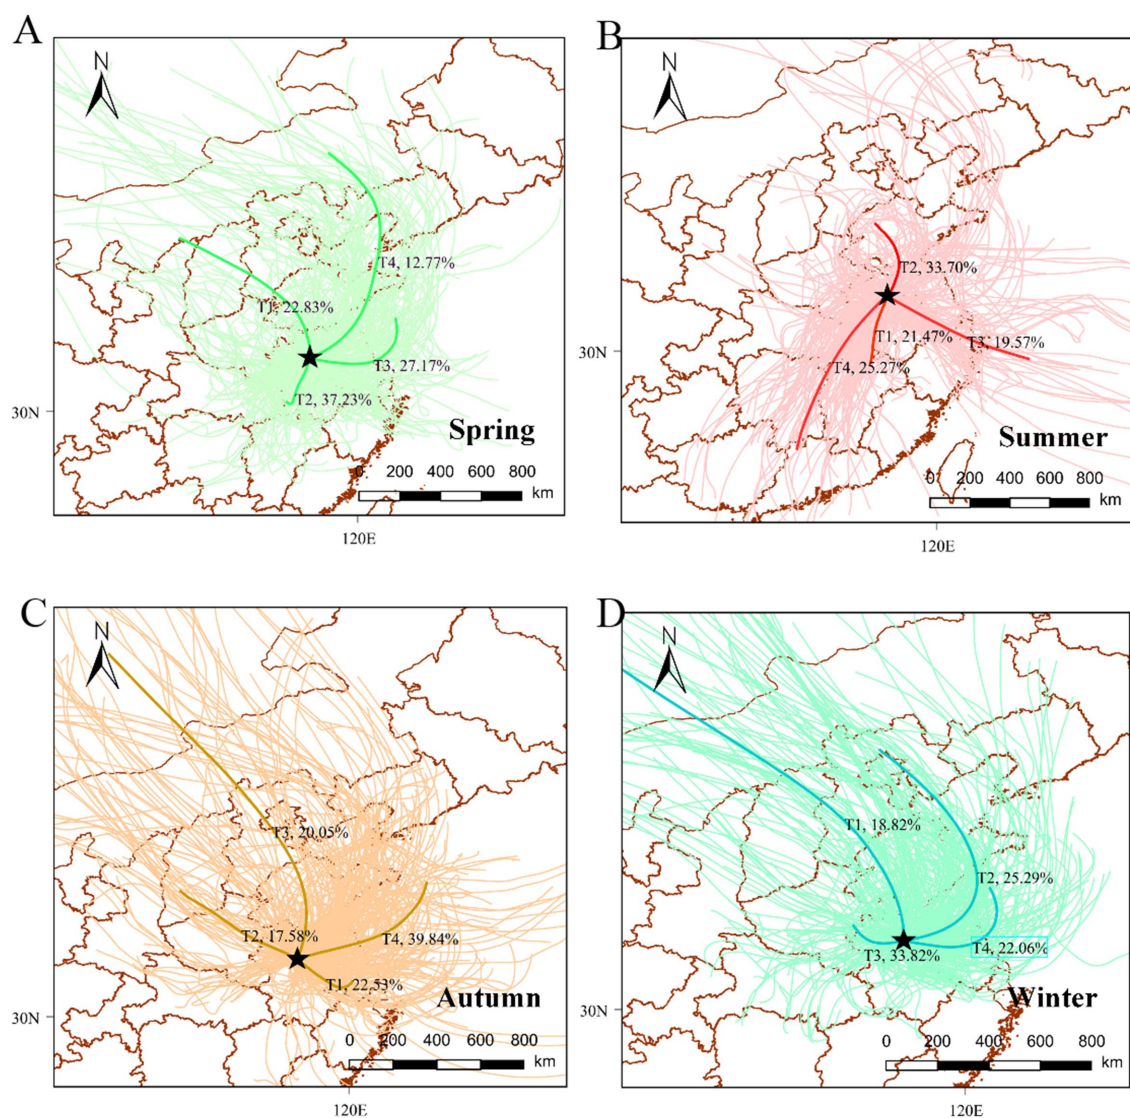 A
B
N
N
T4, 12.77%
T1, 22.83%
T2, 33.70%
T3, 27.17%
T1, 21.47%
T3, 19.57%
T4, 25.27%
T2, 37.23%
30N
30N
Spring
Summer
0 200 400 600 800
km
0 200 400 600 800
km
120E
120E
C
D
N
N
T3, 20.05%
T1, 18.82%
T2, 25.29%
T2, 17.58%
T4, 39.84%
T3, 33.82%
T4, 22.06%
T1, 22.53%
Autumn
Winter
30N
30N
0 200 400 600 800
km
0 200 400 600 800
km
120E
120E